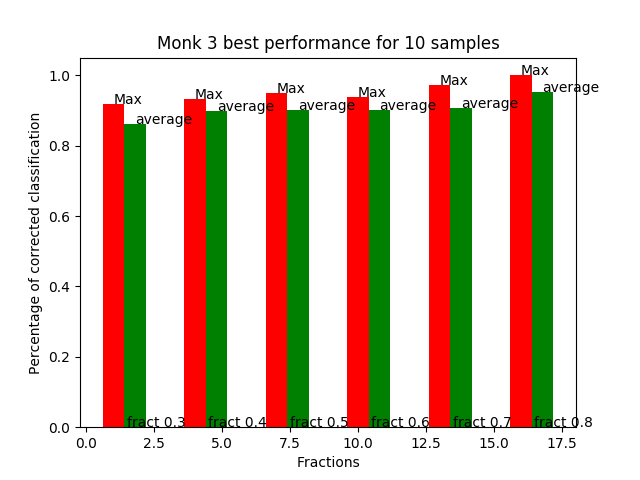 Monk 3 best performance for 10 samples
Percentage of corrected classification
1.0
0.8
0.6
0.4
0.2
0.0
Max
average
Max
average
Max
average
Max
average
Max
average
Max
average
fract 0.3
fract 0.4
fract 0.5
fract 0.6
fract 0.7
fract 0.8
0.0
2.5
5.0
7.5
10.0
12.5
15.0
17.5
Fractions